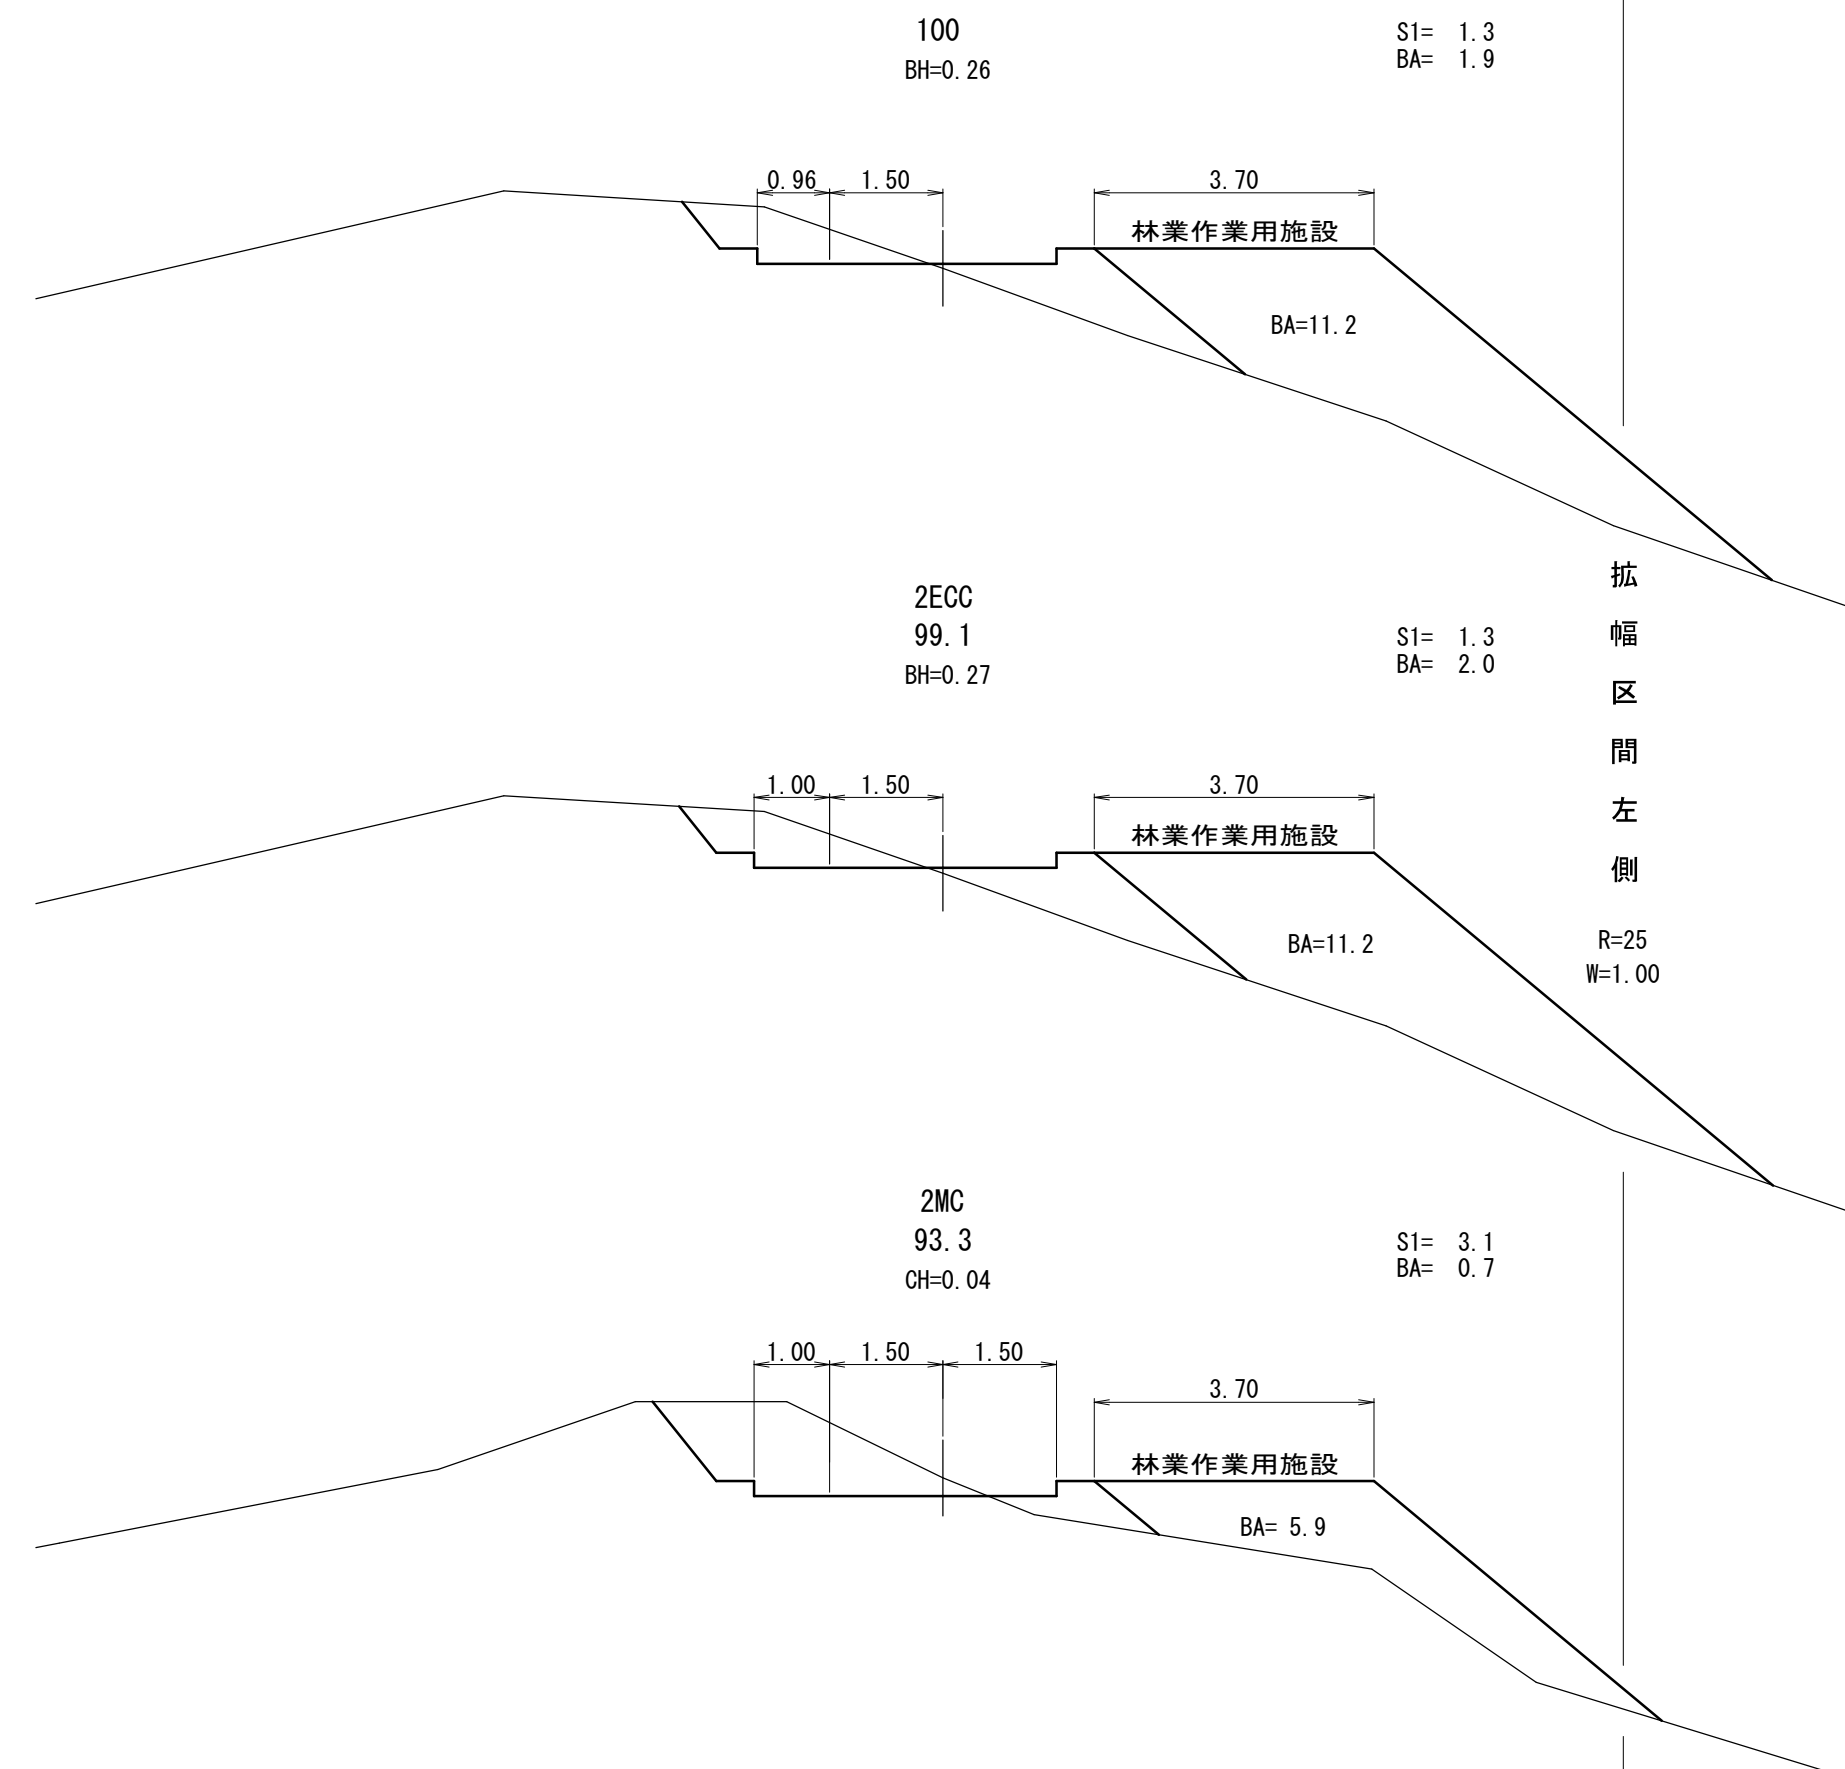 100
BH=0.26
S1= 1.3
BA= 1.9
0.96 1.50 3.70
林業作業用施設
BA=11.2
2ECC
99.1
BH=0.27
S1= 1.3
BA= 2.0
1.00 1.50 3.70
林業作業用施設
BA=11.2
拡幅区間左側
R=25
W=1.00
2MC
93.3
CH=0.04
S1= 3.1
BA= 0.7
1.00 1.50 1.50 3.70
林業作業用施設
BA= 5.9